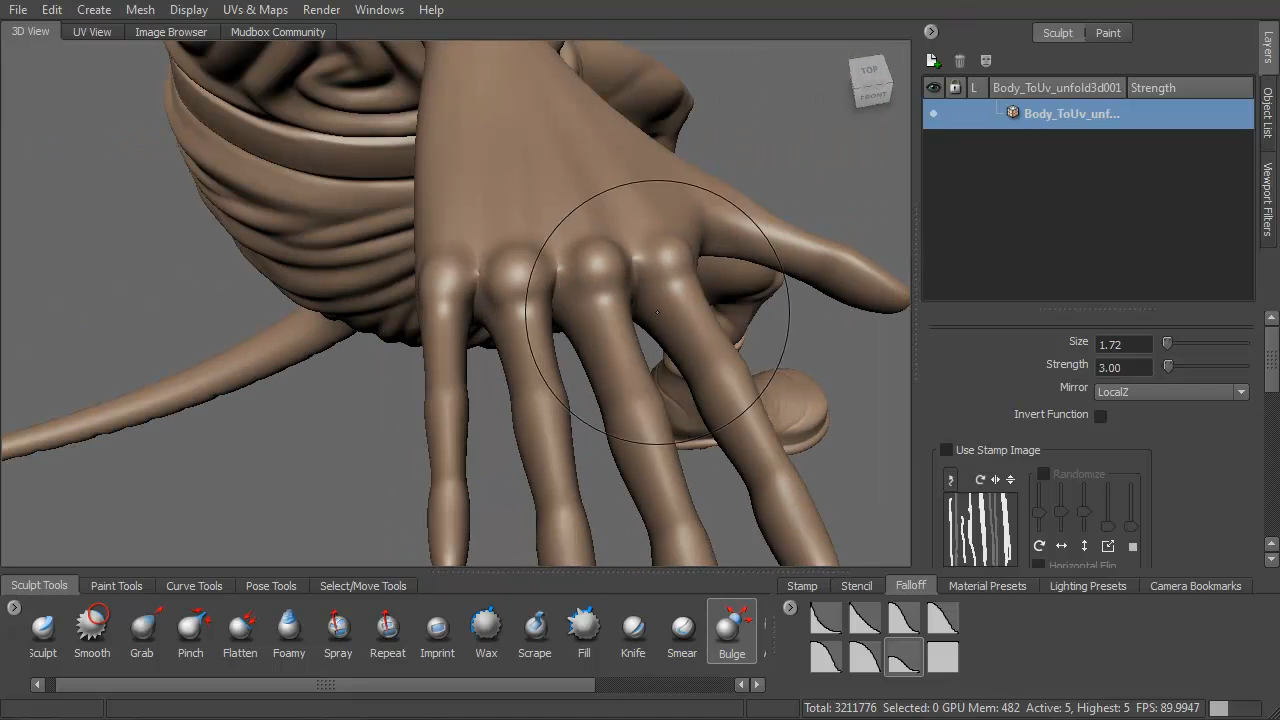 File Edit Create Mesh Display UVs & Maps Render Windows Help
3D View UV View Image Browser Mudbox Community
Sculpt Paint
TOP
FRONT
L Body_ToUv_unfold3d001 Strength
Body_ToUv_unf...
Layers
Object List
Viewport Filters
Size 1.72
Strength 3.00
Mirror LocalZ
Invert Function
Use Stamp Image
Randomize
Horizontal Flip
Sculpt Tools Paint Tools Curve Tools Pose Tools Select/Move Tools
Stamp Stencil Falloff Material Presets Lighting Presets Camera Bookmarks
Sculpt Smooth Grab Pinch Flatten Foamy Spray Repeat Imprint Wax Scrape Fill Knife Smear Bulge
Total: 3211776 Selected: 0 GPU Mem: 482 Active: 5, Highest: 5 FPS: 89.9947